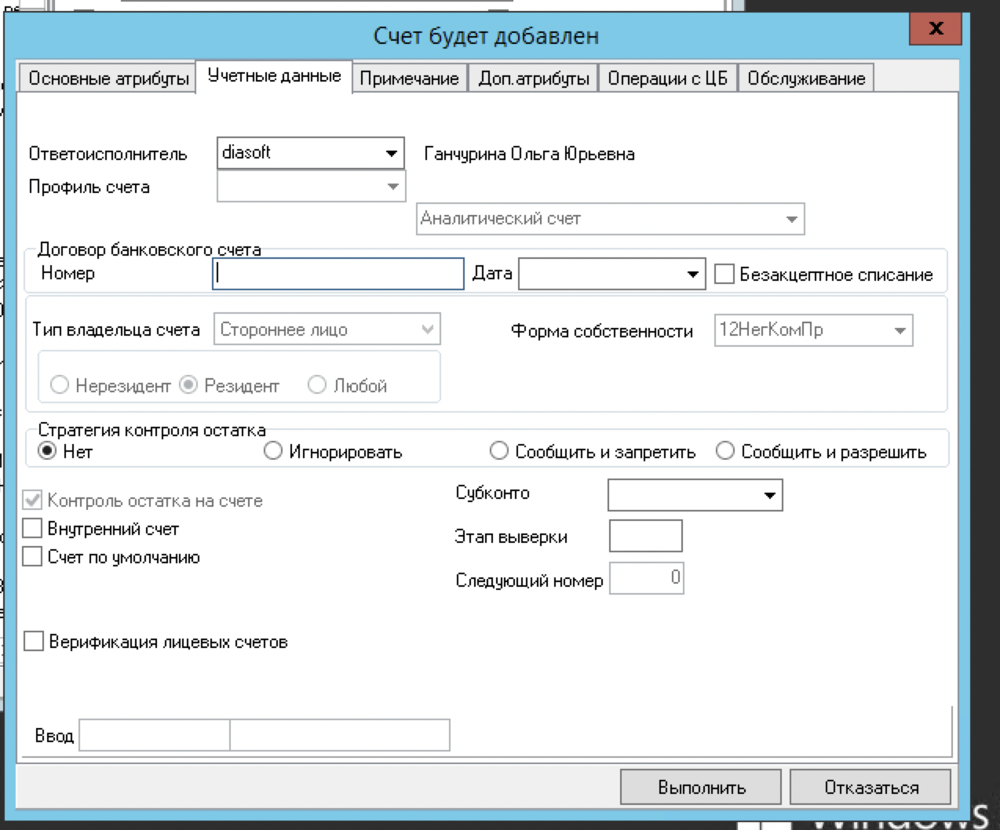 Счет будет добавлен
x
Основные атрибуты Учетные данные Примечание Доп.атрибуты Операции с ЦБ Обслуживание
Ответоисполнитель diasoft Ганчурина Ольга Юрьевна
Профиль счета
Аналитический счет
Договор банковского счета
Номер Дата Безакцептное списание
Тип владельца счета Стороннее лицо Форма собственности 12НегКомПр
Нерезидент Резидент Любой
Стратегия контроля остатка
Нет Игнорировать Сообщить и запретить Сообщить и разрешить
Контроль остатка на счете Субконто
Внутренний счет
Этап выверки
Счет по умолчанию
Следующий номер 0
Верификация лицевых счетов
Ввод
Выполнить Отказаться